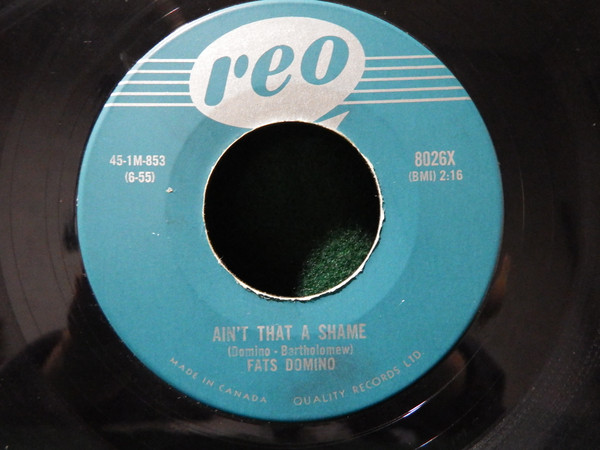 reo
45-1M-853
(6-55)
8026X
(BMI) 2:16
AIN'T THAT A SHAME
(Domino - Bartholomew)
FATS DOMINO
MADE IN CANADA
QUALITY RECORDS LTD.